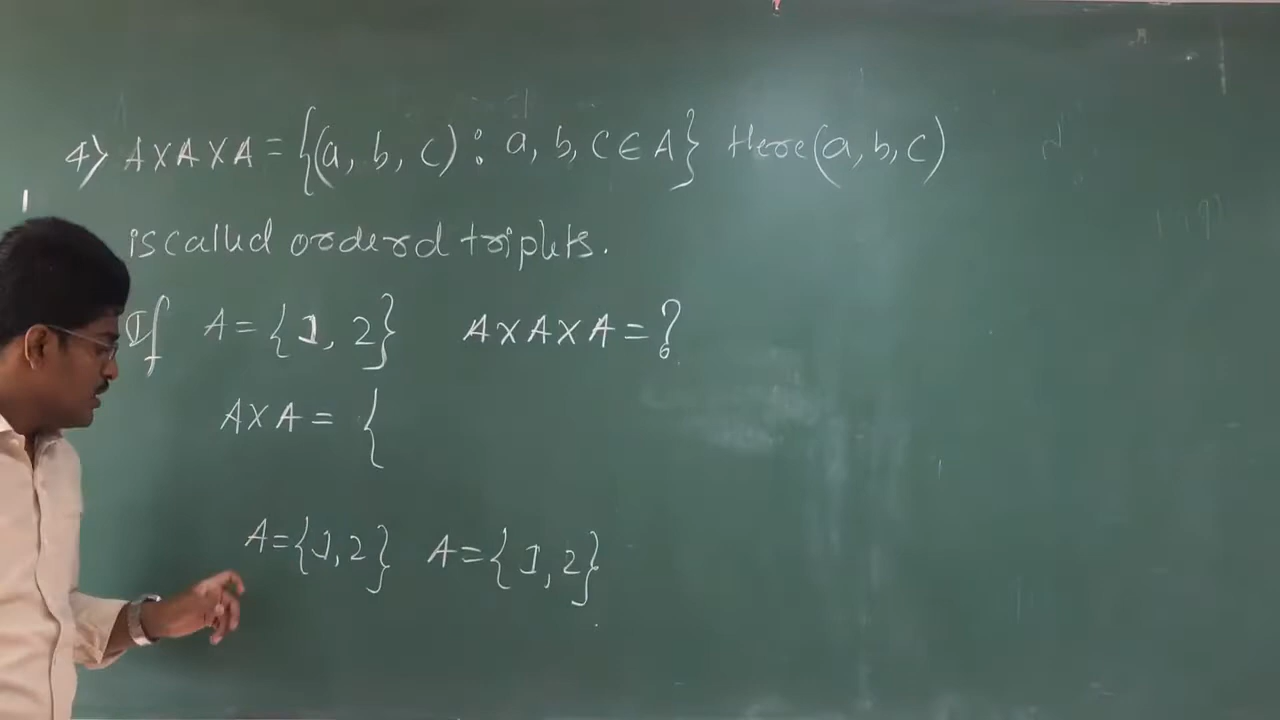 4) A×A×A = {(a, b, c) : a, b, c ∈ A} Here (a, b, c)
is called orderd triplets.
If A = {1, 2} A×A×A = ?
A×A = {
A = {1, 2} A = {1, 2}